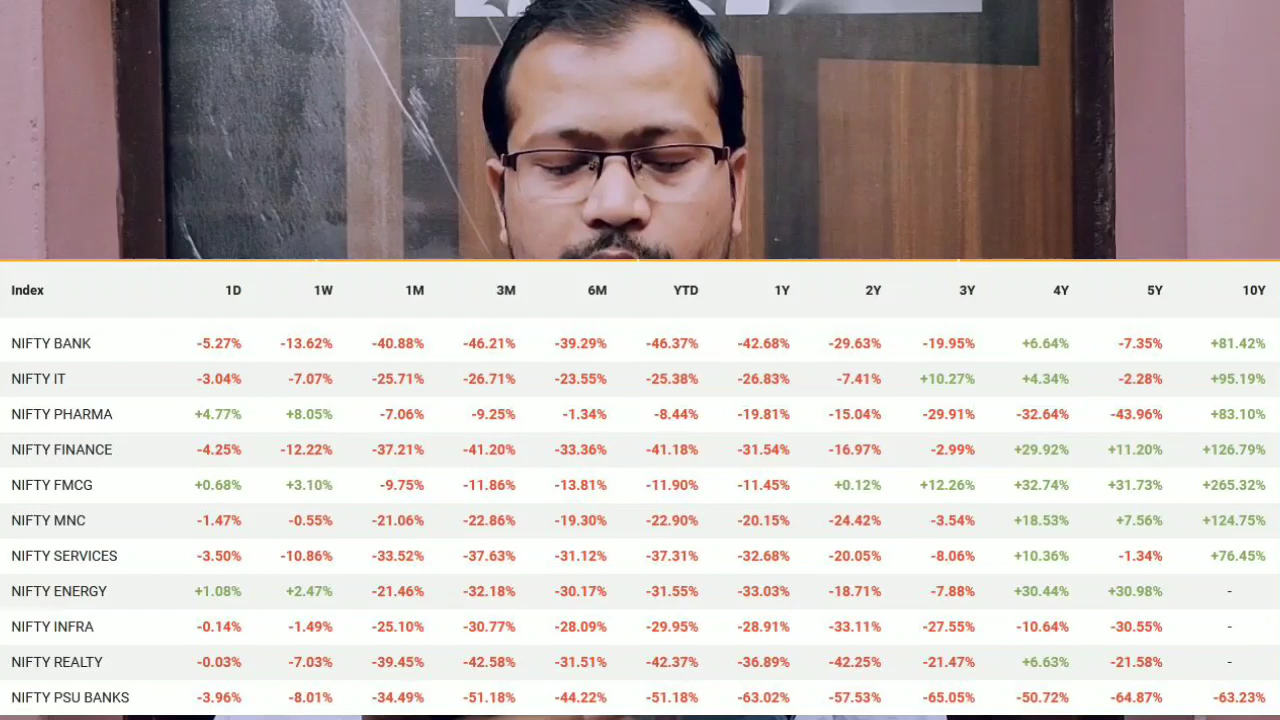 Index 1D 1W 1M 3M 6M YTD 1Y 2Y 3Y 4Y 5Y 10Y
NIFTY BANK -5.27% -13.62% -40.88% -46.21% -39.29% -46.37% -42.68% -29.63% -19.95% +6.64% -7.35% +81.42%
NIFTY IT -3.04% -7.07% -25.71% -26.71% -23.55% -25.38% -26.83% -7.41% +10.27% +4.34% -2.28% +95.19%
NIFTY PHARMA +4.77% +8.05% -7.06% -9.25% -1.34% -8.44% -19.81% -15.04% -29.91% -32.64% -43.96% +83.10%
NIFTY FINANCE -4.25% -12.22% -37.21% -41.20% -33.36% -41.18% -31.54% -16.97% -2.99% +29.92% +11.20% +126.79%
NIFTY FMCG +0.68% +3.10% -9.75% -11.86% -13.81% -11.90% -11.45% +0.12% +12.26% +32.74% +31.73% +265.32%
NIFTY MNC -1.47% -0.55% -21.06% -22.86% -19.30% -22.90% -20.15% -24.42% -3.54% +18.53% +7.56% +124.75%
NIFTY SERVICES -3.50% -10.86% -33.52% -37.63% -31.12% -37.31% -32.68% -20.05% -8.06% +10.36% -1.34% +76.45%
NIFTY ENERGY +1.08% +2.47% -21.46% -32.18% -30.17% -31.55% -33.03% -18.71% -7.88% +30.44% +30.98% -
NIFTY INFRA -0.14% -1.49% -25.10% -30.77% -28.09% -29.95% -28.91% -33.11% -27.55% -10.64% -30.55% -
NIFTY REALTY -0.03% -7.03% -39.45% -42.58% -31.51% -42.37% -36.89% -42.25% -21.47% +6.63% -21.58% -
NIFTY PSU BANKS -3.96% -8.01% -34.49% -51.18% -44.22% -51.18% -63.02% -57.53% -65.05% -50.72% -64.87% -63.23%